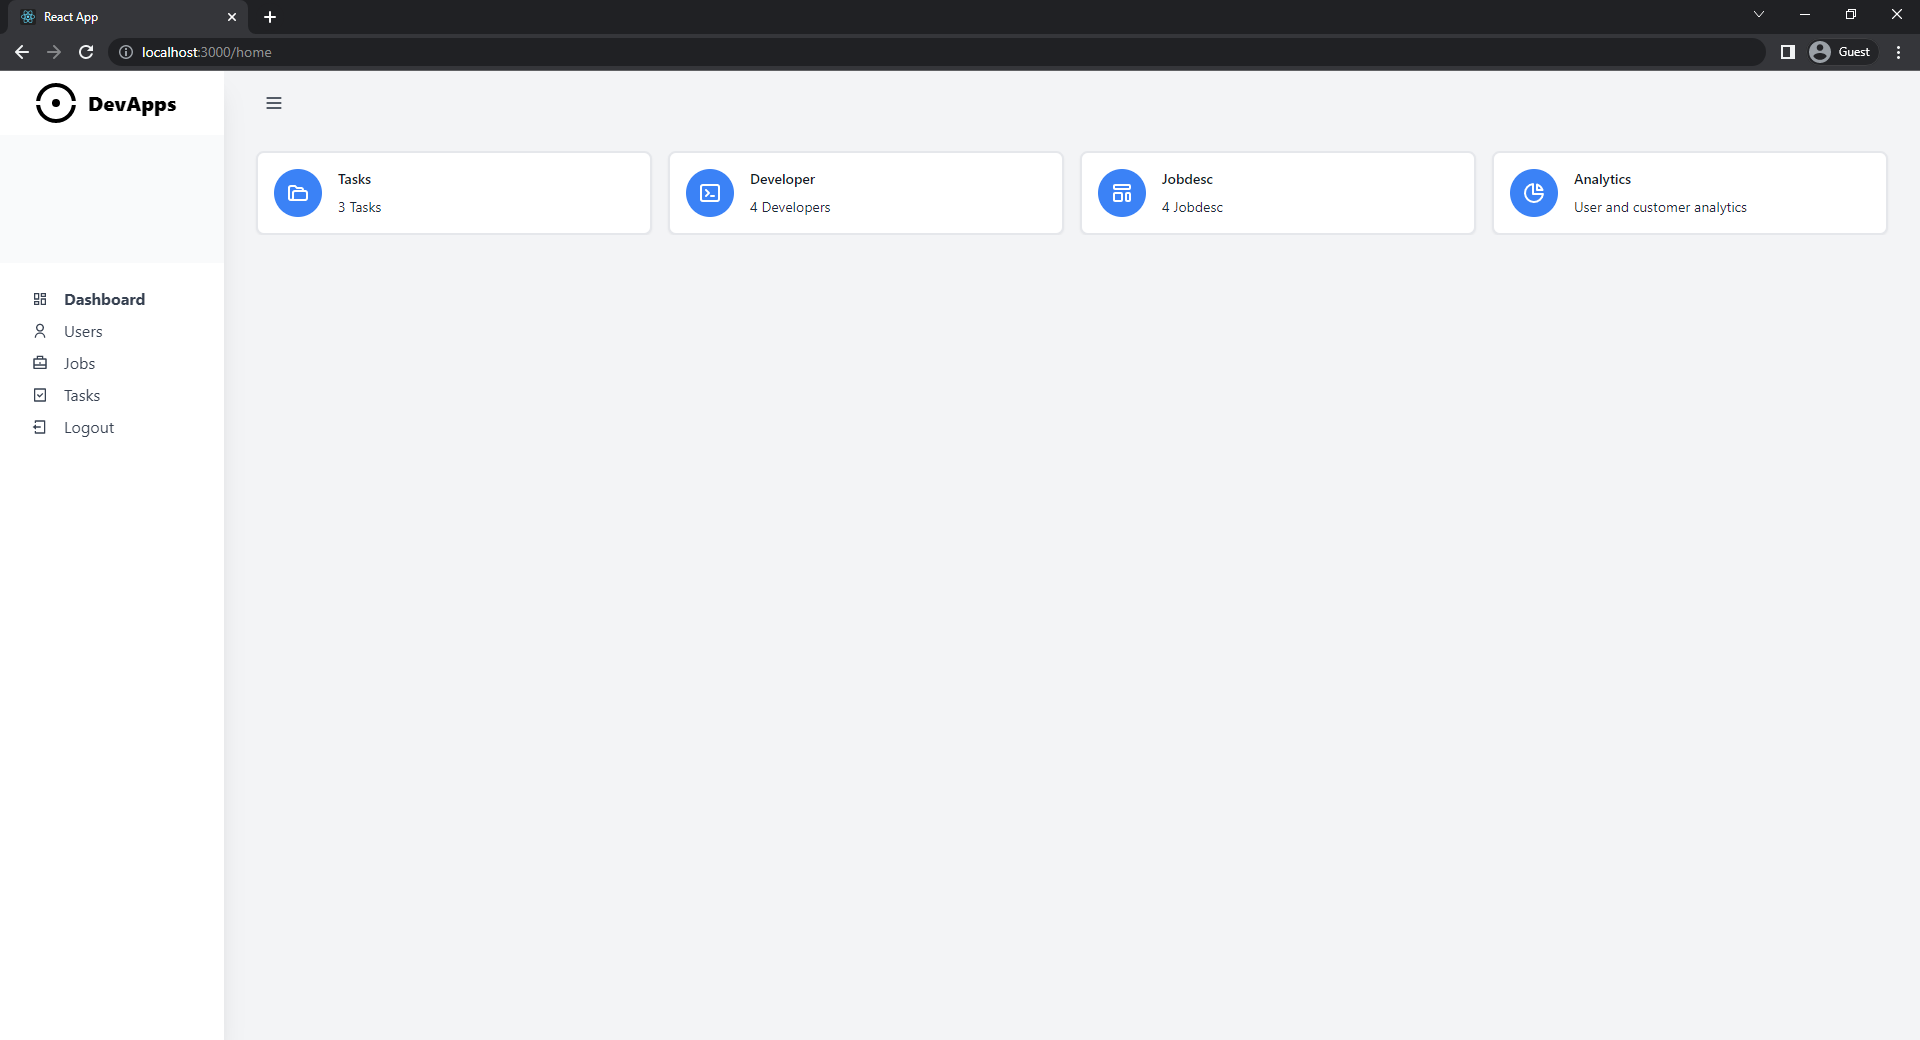 React App
localhost:3000/home
Guest
DevApps
Tasks
3 Tasks
Developer
4 Developers
Jobdesc
4 Jobdesc
Analytics
User and customer analytics
Dashboard
Users
Jobs
Tasks
Logout